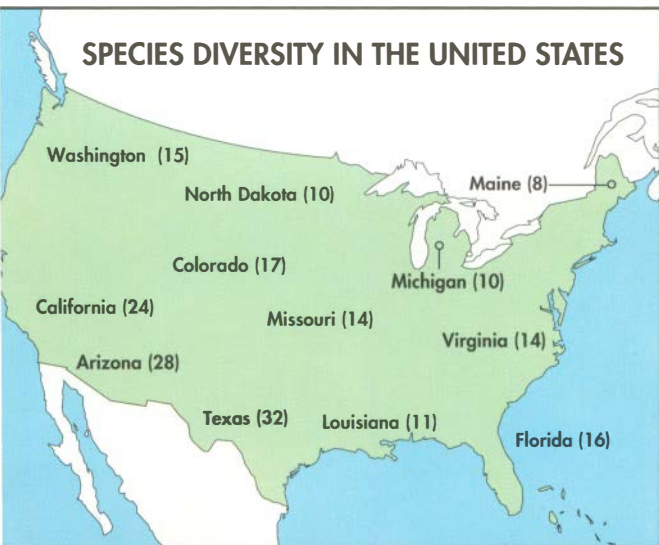 SPECIES DIVERSITY IN THE UNITED STATES
Washington (15)
North Dakota (10)
Maine (8)
Colorado (17)
Michigan (10)
California (24)
Missouri (14)
Virginia (14)
Arizona (28)
Texas (32)
Louisiana (11)
Florida (16)